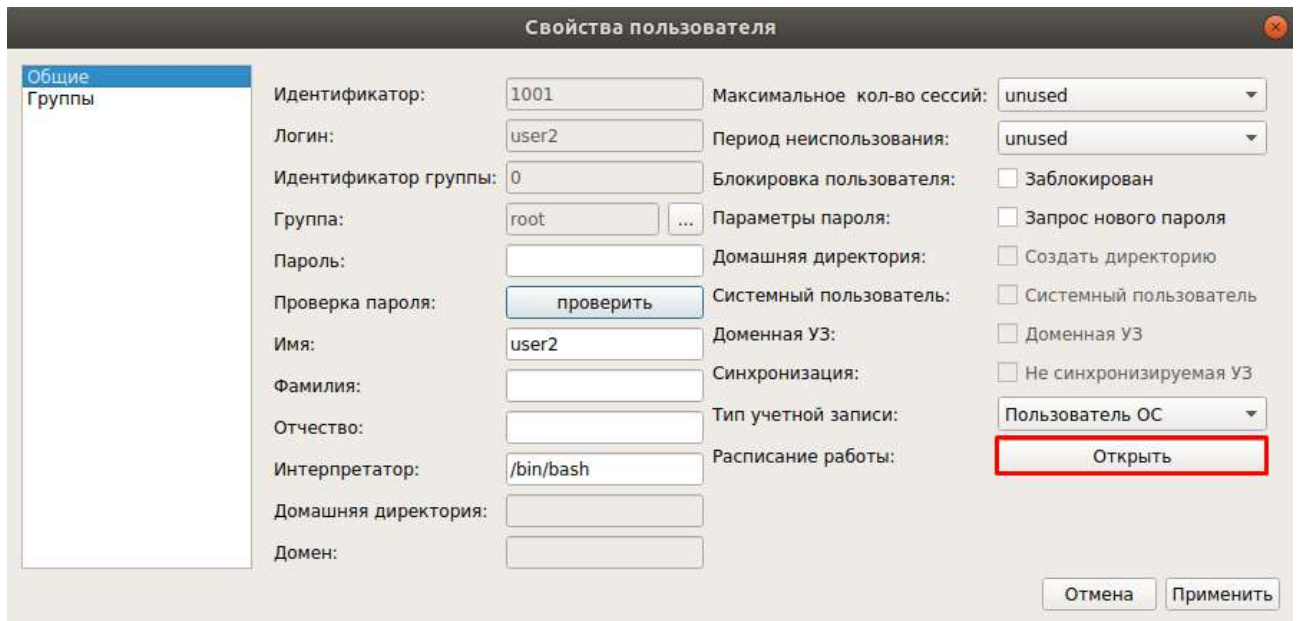 Свойства пользователя
Общие
Группы
Идентификатор: 1001
Логин: user2
Идентификатор группы: 0
Группа: root ...
Пароль:
Проверка пароля: проверить
Имя: user2
Фамилия:
Отчество:
Интерпретатор: /bin/bash
Домашняя директория:
Домен:
Максимальное кол-во сессий: unused
Период неиспользования: unused
Блокировка пользователя: Заблокирован
Параметры пароля: Запрос нового пароля
Домашняя директория: Создать директорию
Системный пользователь: Системный пользователь
Доменная УЗ: Доменная УЗ
Синхронизация: Не синхронизируемая УЗ
Тип учетной записи: Пользователь ОС
Расписание работы: Открыть
Отмена Применить